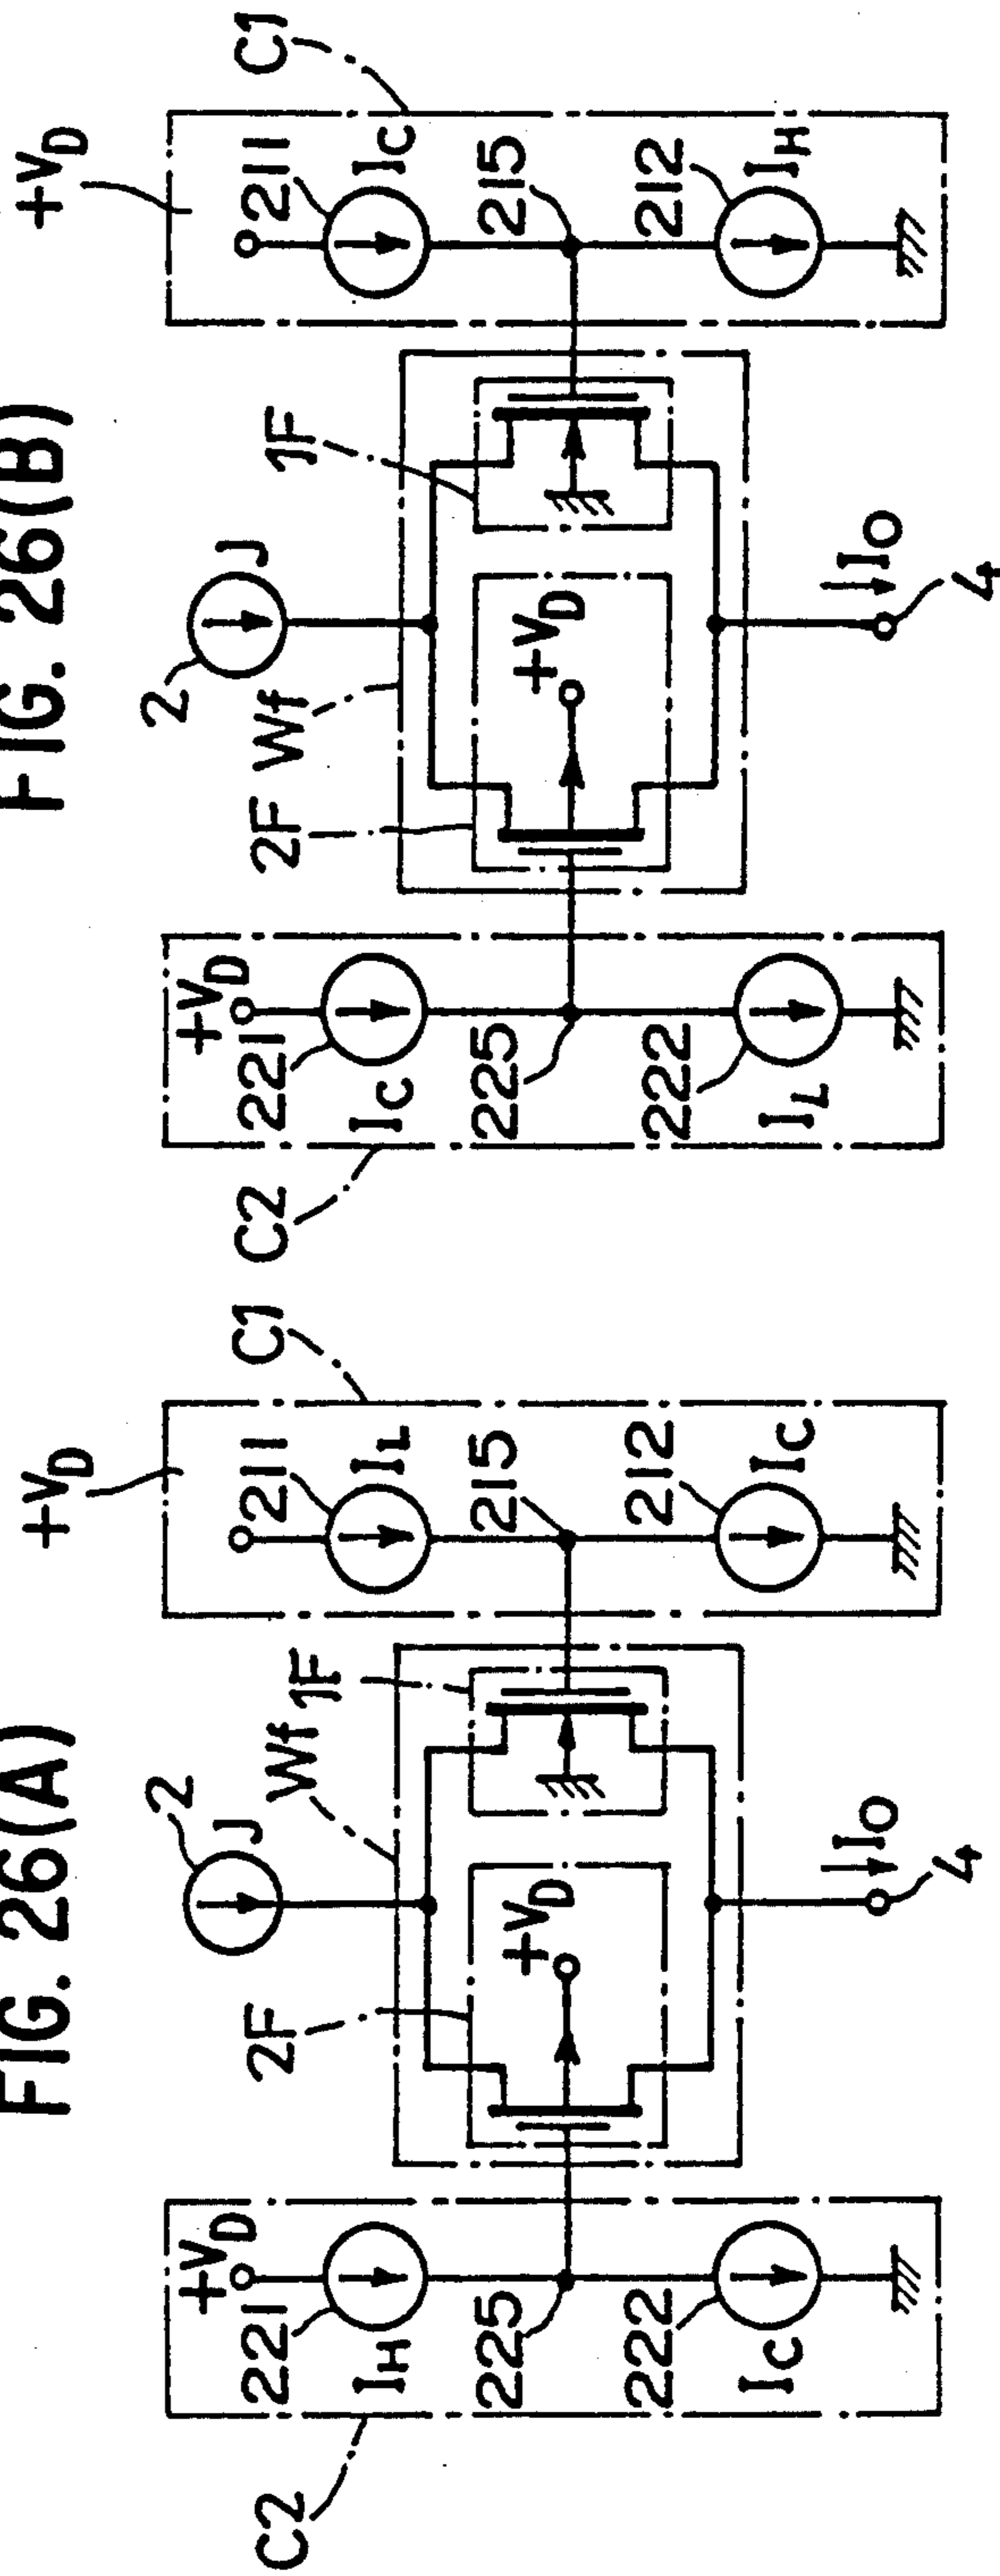 FIG. 26(A)
C2
+VD
221
IH
225
222
IC
2
J
Wf
2F
+VD
1F
IO
4
+VD
C1
211
IL
215
212
IC
FIG. 26(B)
C2
+VD
221
IC
225
222
IL
2
J
Wf
2F
+VD
1F
IO
4
+VD
C1
211
IC
215
212
IH